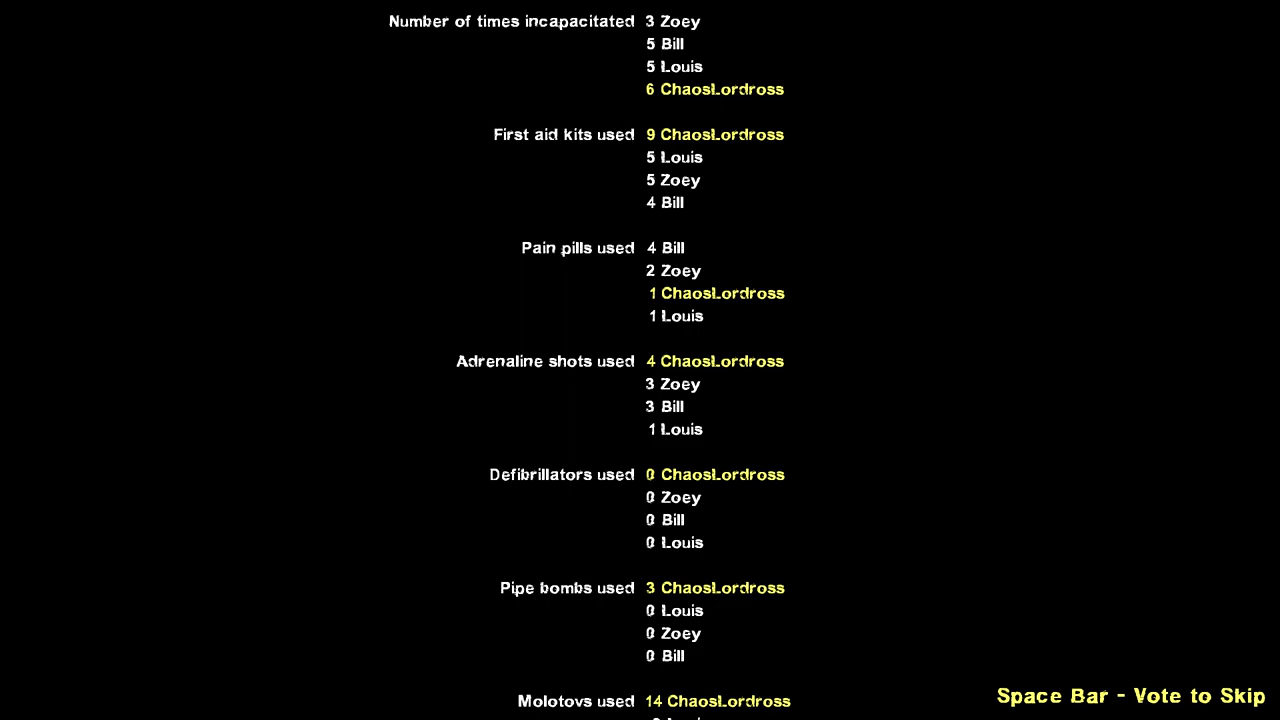 Number of times incapacitated 3 Zoey
5 Bill
5 Louis
6 ChaosLordross
First aid kits used 9 ChaosLordross
5 Louis
5 Zoey
4 Bill
Pain pills used 4 Bill
2 Zoey
1 ChaosLordross
1 Louis
Adrenaline shots used 4 ChaosLordross
3 Zoey
3 Bill
1 Louis
Defibrillators used 0 ChaosLordross
0 Zoey
0 Bill
0 Louis
Pipe bombs used 3 ChaosLordross
0 Louis
0 Zoey
0 Bill
Molotovs used 14 ChaosLordross
Space Bar - Vote to Skip